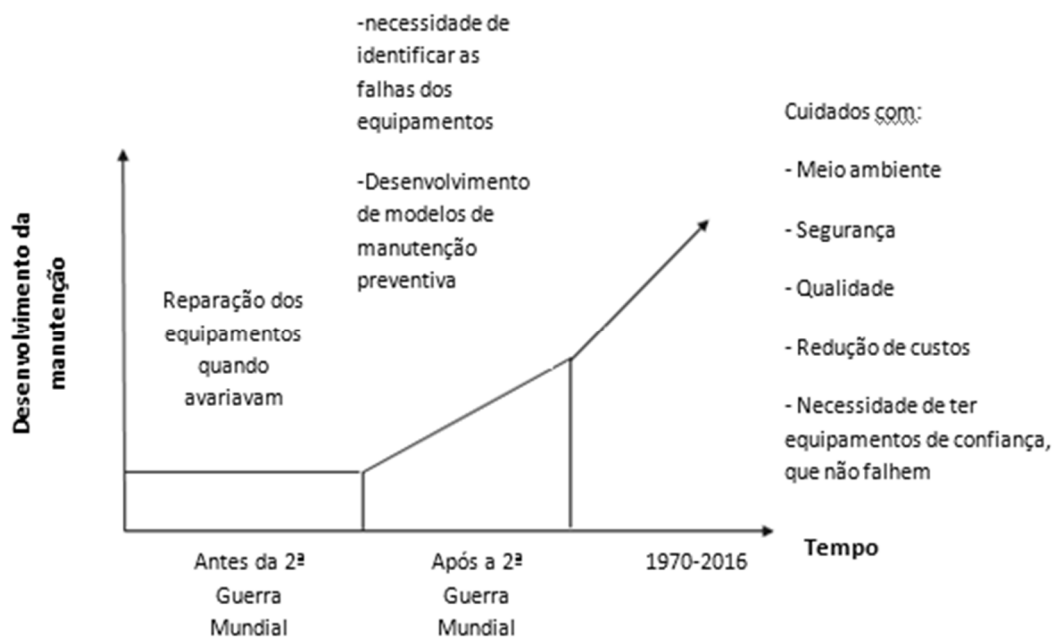 -necessidade de
identificar as
falhas dos
equipamentos
-Desenvolvimento
de modelos de
manutenção
preventiva
Cuidados com:
- Meio ambiente
- Segurança
- Qualidade
- Redução de custos
- Necessidade de ter
equipamentos de confiança,
que não falhem
Desenvolvimento da
manutenção
Reparação dos
equipamentos
quando
avariavam
Antes da 2ª
Guerra
Mundial
Após a 2ª
Guerra
Mundial
1970-2016
Tempo